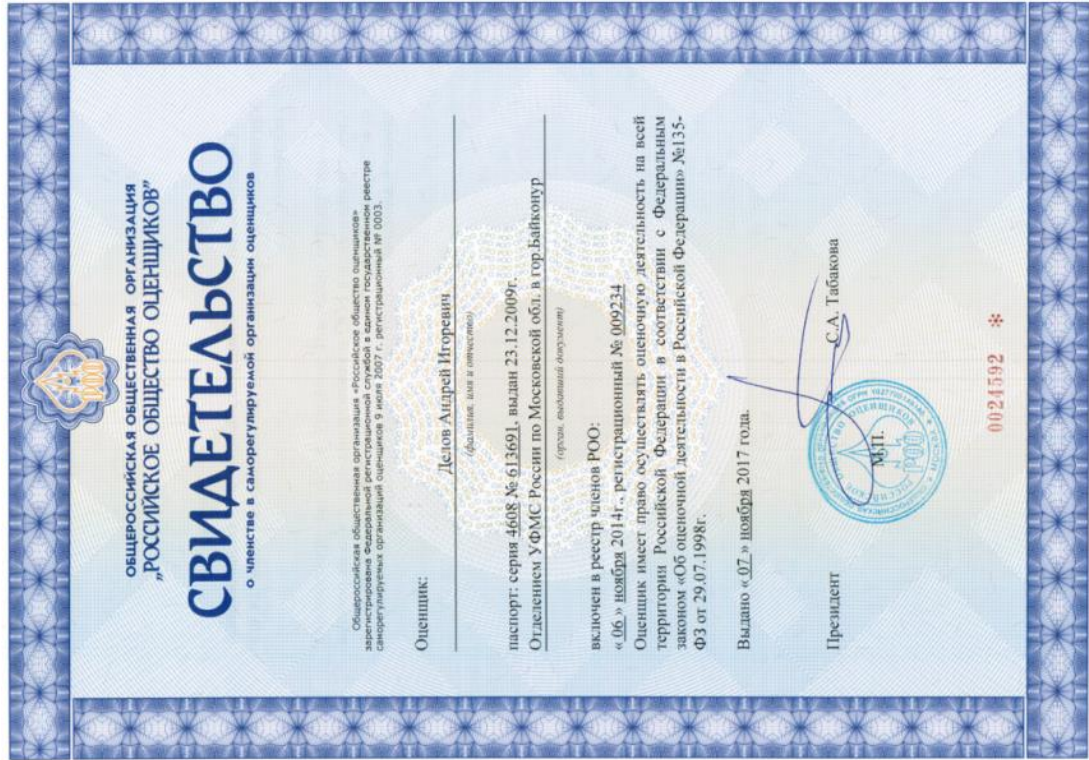 РОО
ОБЩЕРОССИЙСКАЯ ОБЩЕСТВЕННАЯ ОРГАНИЗАЦИЯ
„РОССИЙСКОЕ ОБЩЕСТВО ОЦЕНЩИКОВ”
СВИДЕТЕЛЬСТВО
о членстве в саморегулируемой организации оценщиков
Общероссийская общественная организация «Российское общество оценщиков»
зарегистрирована Федеральной регистрационной службой в едином государственном реестре
саморегулируемых организаций оценщиков 9 июля 2007 г. регистрационный № 0003.
Оценщик:
Делов Андрей Игоревич
(фамилия, имя и отчество)
паспорт: серия 4608 № 613691, выдан 23.12.2009г.
Отделением УФМС России по Московской обл. в гор.Байконур
(орган, выдавший документ)
включен в реестр членов РОО:
« 06 » ноября 2014г., регистрационный № 009234
Оценщик имеет право осуществлять оценочную деятельность на всей
территории Российской Федерации в соответствии с Федеральным
законом «Об оценочной деятельности в Российской Федерации» №135-
ФЗ от 29.07.1998г.
Выдано « 07 » ноября 2017 года.
Президент
С.А. Табакова
М.П.
РОССИЙСКОЕ ОБЩЕСТВО ОЦЕНЩИКОВ
РОО
0024592 *